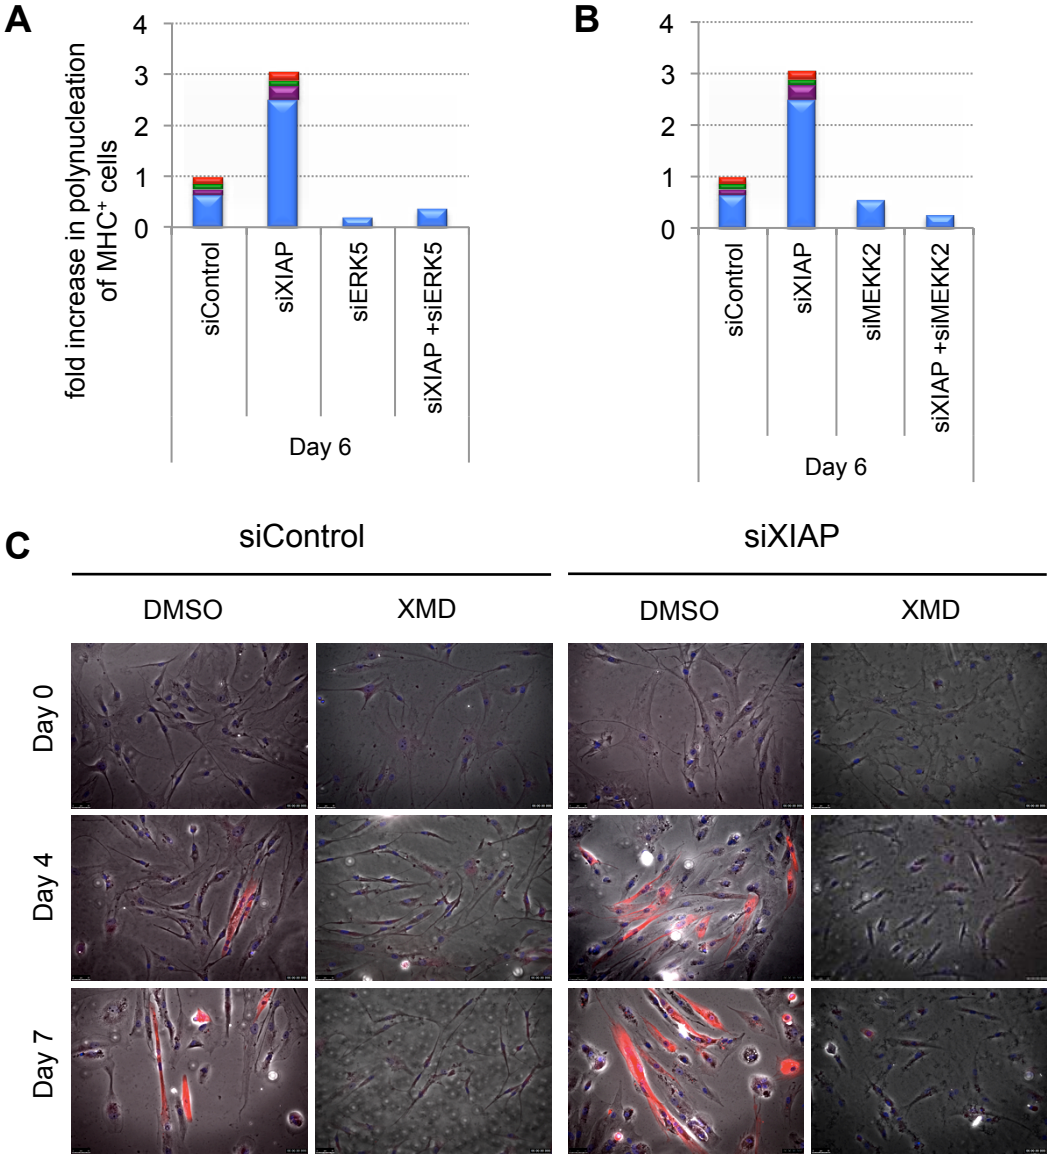 A
B
fold increase in polynucleation
of MHC⁺ cells
4
3
2
1
0
siControl
siXIAP
siERK5
siXIAP +siERK5
Day 6
4
3
2
1
0
siControl
siXIAP
siMEKK2
siXIAP +siMEKK2
Day 6
C
siControl
siXIAP
DMSO
XMD
DMSO
XMD
Day 0
Day 4
Day 7